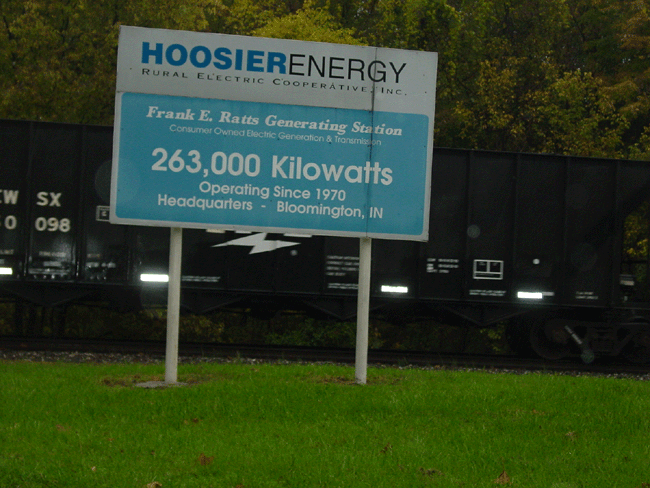 HOOSIERENERGY
RURAL ELECTRIC COOPERATIVE, INC.
Frank E. Ratts Generating Station
Consumer Owned Electric Generation & Transmission
263,000 Kilowatts
Operating Since 1970
Headquarters - Bloomington, IN
SX
098